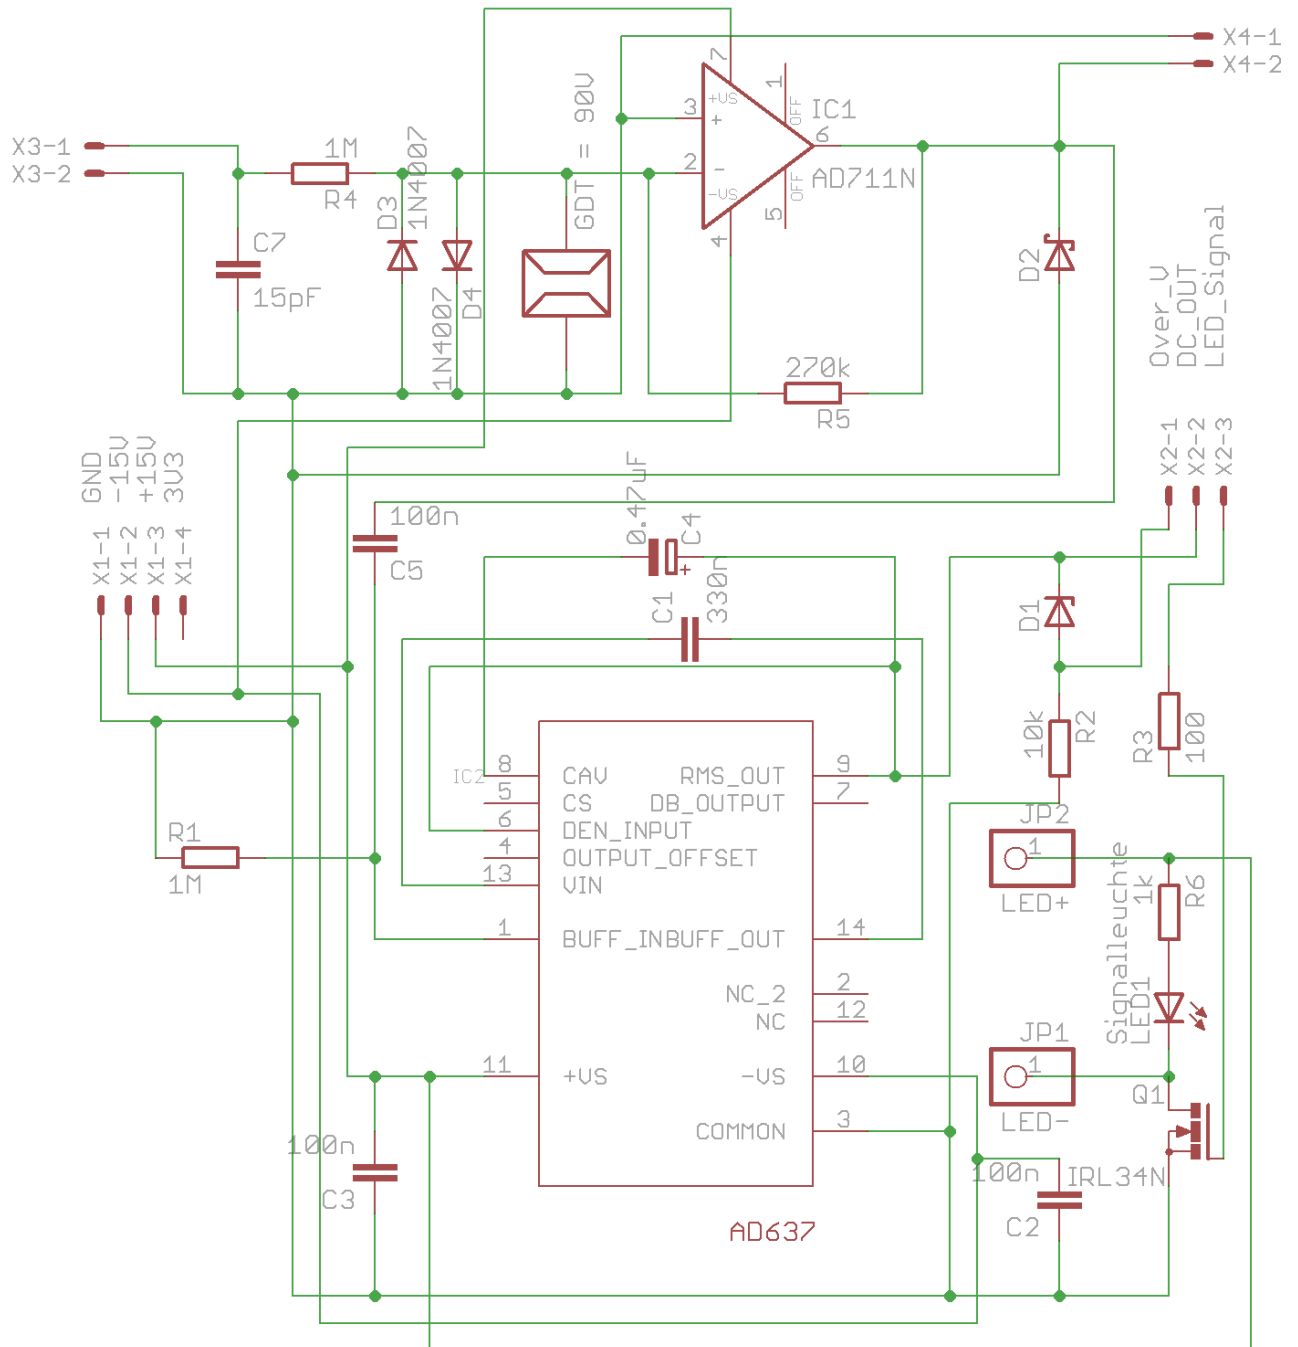 X4-1
X4-2
7
1
+VS
OFF
IC1
3
+
6
2
-
-VS
OFF
AD711N
5
4
X3-1
X3-2
1M
R4
D3
1N4007
1N4007
D4
GDT = 90V
C7
15pF
D2
Over_V
DC_OUT
LED_Signal
270k
R5
X2-1
X2-2
X2-3
GND
-15V
+15V
3V3
X1-1
X1-2
X1-3
X1-4
100n
C5
0.47uF
C4
+
C1
330n
D1
10k
R2
R3
100
IC2
8
CAV
RMS_OUT
9
5
CS
DB_OUTPUT
7
6
DEN_INPUT
4
OUTPUT_OFFSET
13
VIN
1
BUFF_IN
BUFF_OUT
14
NC_2
2
NC
12
11
+VS
-VS
10
COMMON
3
AD637
R1
1M
JP2
1
LED+
1k
R6
Signalleuchte
LED1
JP1
1
LED-
Q1
IRL34N
100n
C3
100n
C2